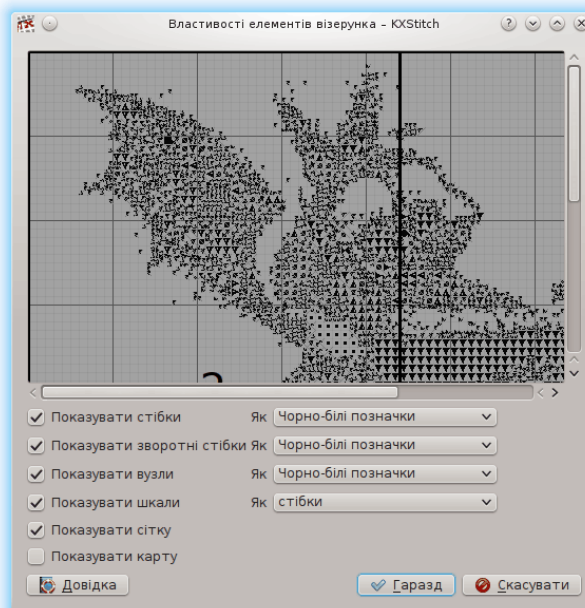 Властивості елементів візерунка – KXStitch
2
Показувати стібки Як Чорно-білі позначки
Показувати зворотні стібки Як Чорно-білі позначки
Показувати вузли Як Чорно-білі позначки
Показувати шкали Як стібки
Показувати сітку
Показувати карту
Довідка Гаразд Скасувати